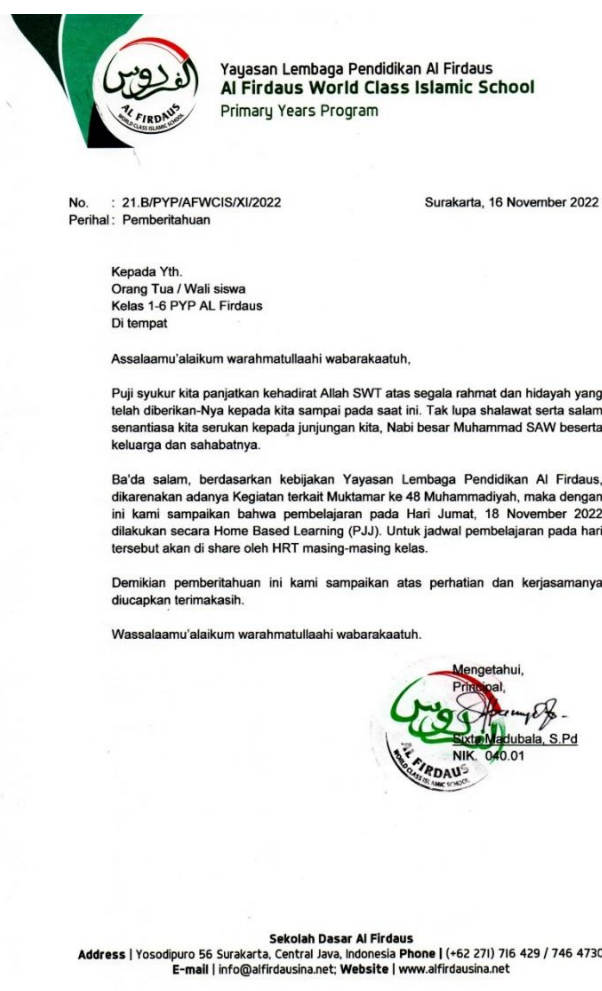 الفردوس
AL FIRDAUS
WORLD CLASS ISLAMIC SCHOOL
Yayasan Lembaga Pendidikan Al Firdaus
Al Firdaus World Class Islamic School
Primary Years Program
No. : 21.B/PYP/AFWCIS/XI/2022 Surakarta, 16 November 2022
Perihal : Pemberitahuan
Kepada Yth.
Orang Tua / Wali siswa
Kelas 1-6 PYP AL Firdaus
Di tempat
Assalaamu'alaikum warahmatullaahi wabarakaatuh,
Puji syukur kita panjatkan kehadirat Allah SWT atas segala rahmat dan hidayah yang
telah diberikan-Nya kepada kita sampai pada saat ini. Tak lupa shalawat serta salam
senantiasa kita serukan kepada junjungan kita, Nabi besar Muhammad SAW beserta
keluarga dan sahabatnya.
Ba'da salam, berdasarkan kebijakan Yayasan Lembaga Pendidikan Al Firdaus,
dikarenakan adanya Kegiatan terkait Muktamar ke 48 Muhammadiyah, maka dengan
ini kami sampaikan bahwa pembelajaran pada Hari Jumat, 18 November 2022
dilakukan secara Home Based Learning (PJJ). Untuk jadwal pembelajaran pada hari
tersebut akan di share oleh HRT masing-masing kelas.
Demikian pemberitahuan ini kami sampaikan atas perhatian dan kerjasamanya
diucapkan terimakasih.
Wassalaamu'alaikum warahmatullaahi wabarakaatuh.
Mengetahui,
Principal,
الفردوس
Sixta Madubala, S.Pd
NIK. 040.01
AL FIRDAUS
WORLD CLASS ISLAMIC SCHOOL
Sekolah Dasar Al Firdaus
Address | Yosodipuro 56 Surakarta, Central Java, Indonesia Phone | (+62 271) 716 429 / 746 4730
E-mail | info@alfirdausina.net; Website | www.alfirdausina.net